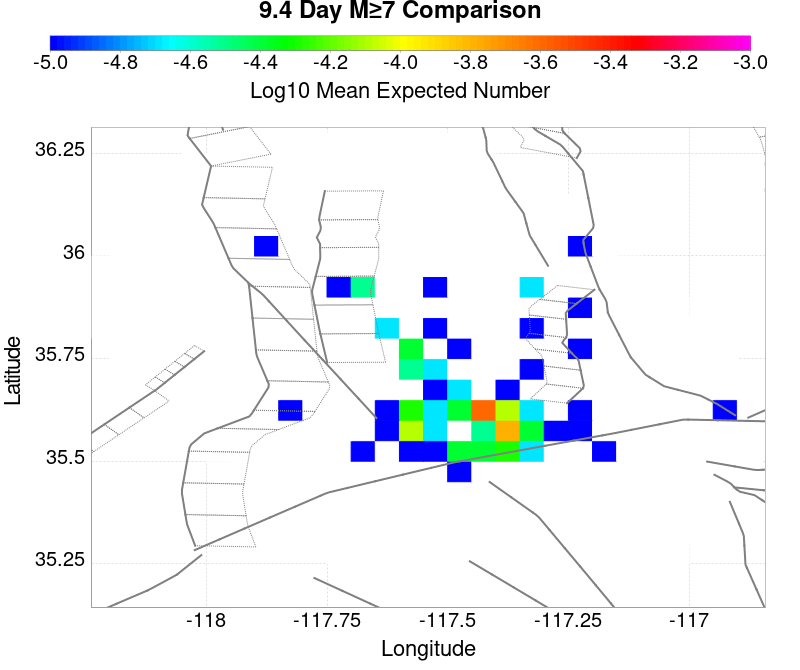 9.4 Day M≥7 Comparison
-5.0 -4.8 -4.6 -4.4 -4.2 -4.0 -3.8 -3.6 -3.4 -3.2 -3.0
Log10 Mean Expected Number
36.25
36
35.75
35.5
35.25
Latitude
-118 -117.75 -117.5 -117.25 -117
Longitude